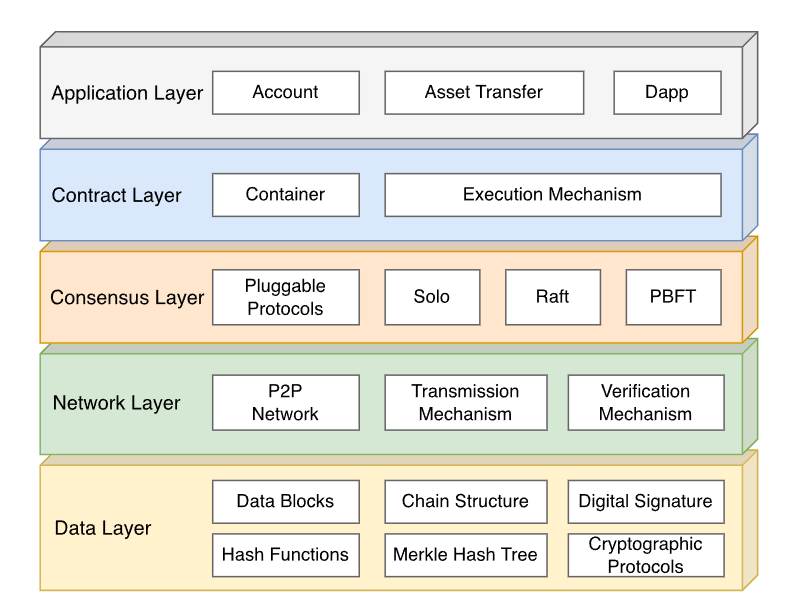 Application Layer
Account
Asset Transfer
Dapp
Contract Layer
Container
Execution Mechanism
Consensus Layer
Pluggable
Protocols
Solo
Raft
PBFT
Network Layer
P2P
Network
Transmission
Mechanism
Verification
Mechanism
Data Layer
Data Blocks
Chain Structure
Digital Signature
Hash Functions
Merkle Hash Tree
Cryptographic
Protocols